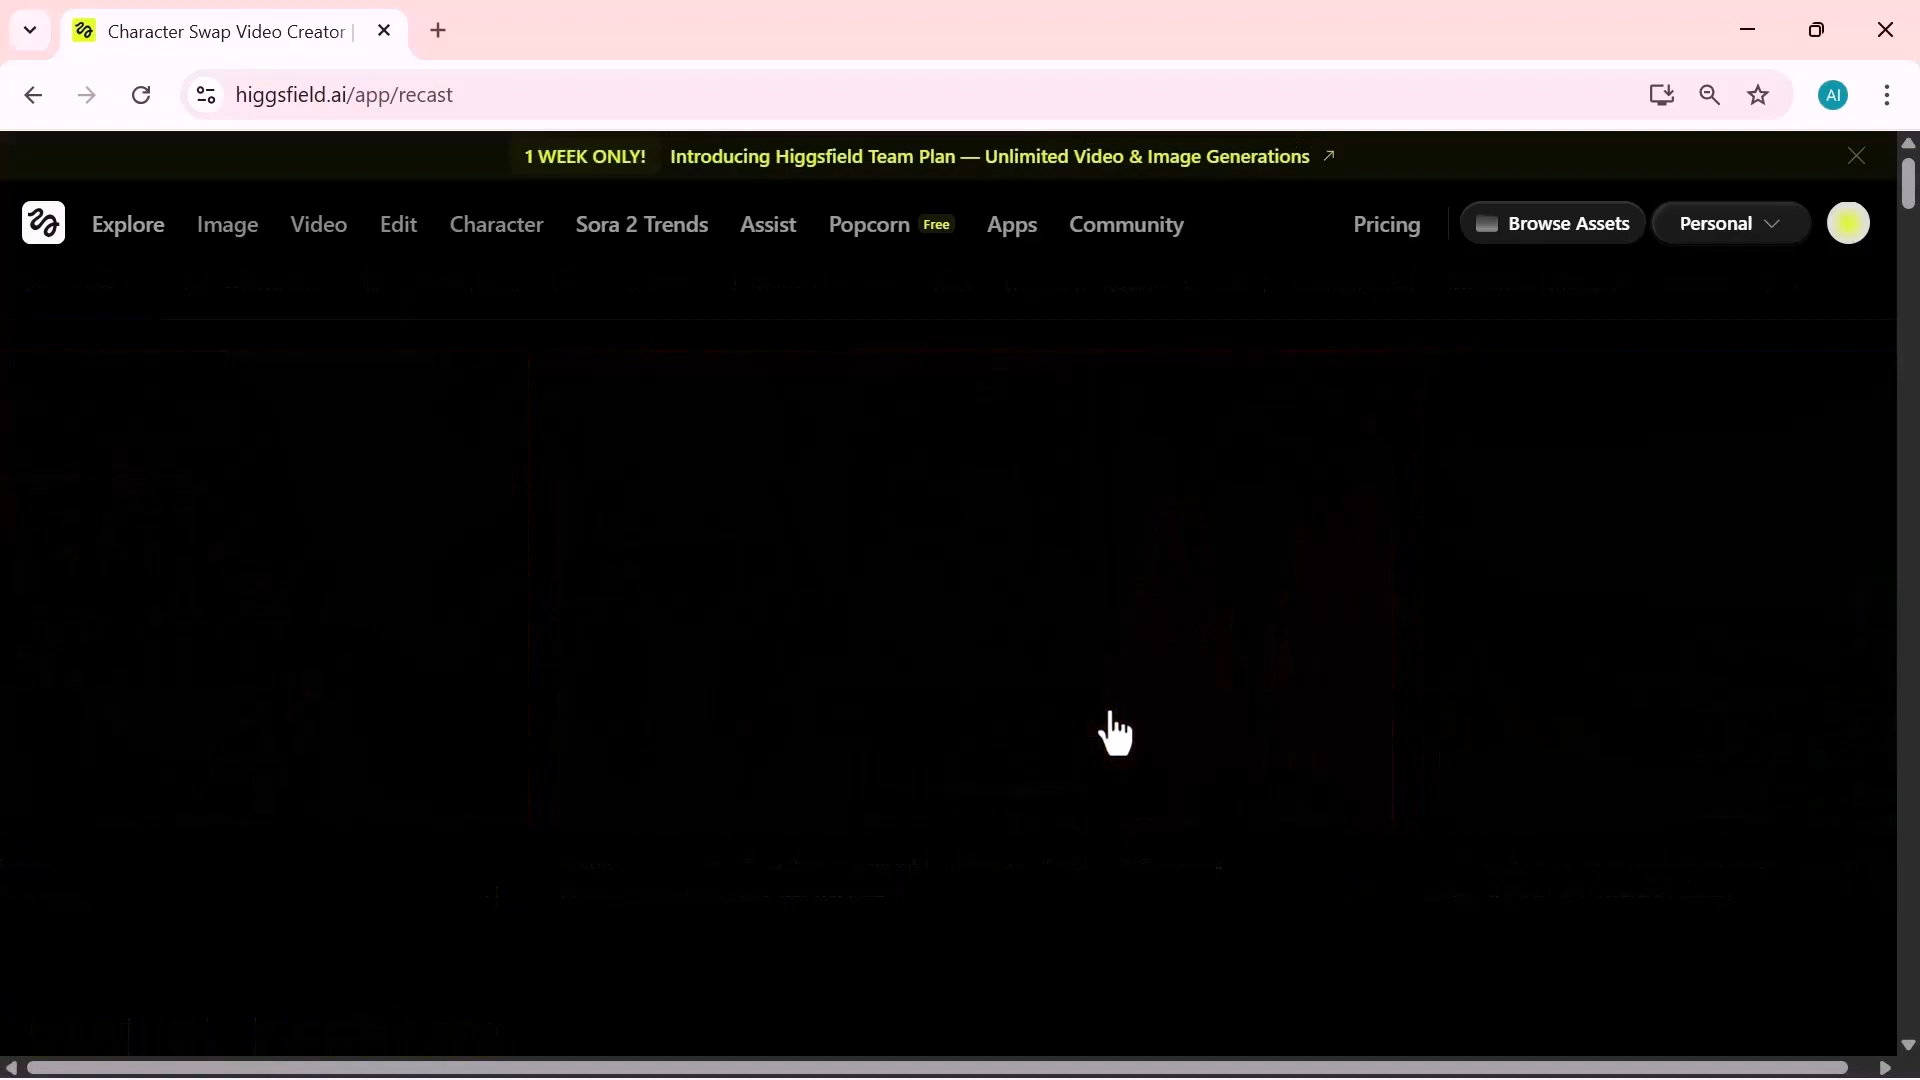 Character Swap Video Creator |
higgsfield.ai/app/recast
AI
1 WEEK ONLY! Introducing Higgsfield Team Plan — Unlimited Video & Image Generations ↗
Explore Image Video Edit Character Sora 2 Trends Assist Popcorn Free Apps Community Pricing Browse Assets Personal